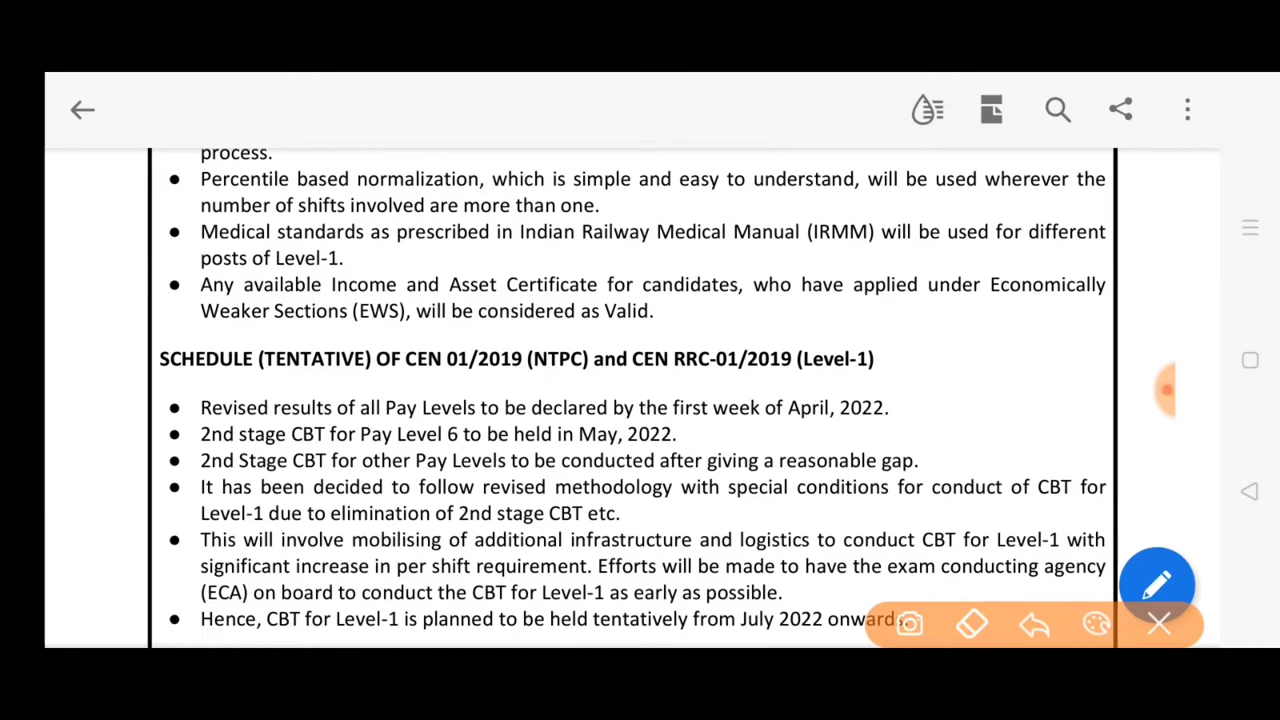 process.
● Percentile based normalization, which is simple and easy to understand, will be used wherever the
number of shifts involved are more than one.
● Medical standards as prescribed in Indian Railway Medical Manual (IRMM) will be used for different
posts of Level-1.
● Any available Income and Asset Certificate for candidates, who have applied under Economically
Weaker Sections (EWS), will be considered as Valid.
SCHEDULE (TENTATIVE) OF CEN 01/2019 (NTPC) and CEN RRC-01/2019 (Level-1)
● Revised results of all Pay Levels to be declared by the first week of April, 2022.
● 2nd stage CBT for Pay Level 6 to be held in May, 2022.
● 2nd Stage CBT for other Pay Levels to be conducted after giving a reasonable gap.
● It has been decided to follow revised methodology with special conditions for conduct of CBT for
Level-1 due to elimination of 2nd stage CBT etc.
● This will involve mobilising of additional infrastructure and logistics to conduct CBT for Level-1 with
significant increase in per shift requirement. Efforts will be made to have the exam conducting agency
(ECA) on board to conduct the CBT for Level-1 as early as possible.
● Hence, CBT for Level-1 is planned to be held tentatively from July 2022 onwards.